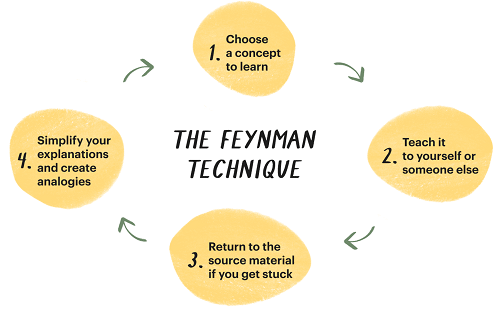 THE FEYNMAN
TECHNIQUE
1. Choose
a concept
to learn
2. Teach it
to yourself or
someone else
3. Return to the
source material
if you get stuck
4. Simplify your
explanations
and create
analogies